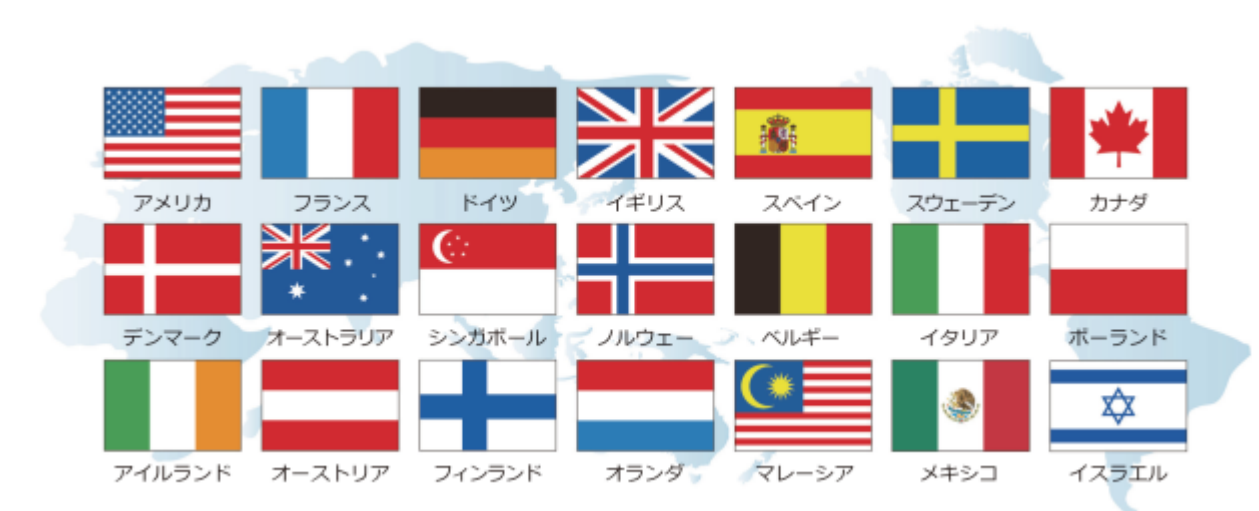 アメリカ フランス ドイツ イギリス スペイン スウェーデン カナダ
デンマーク オーストラリア シンガポール ノルウェー ベルギー イタリア ポーランド
アイルランド オーストリア フィンランド オランダ マレーシア メキシコ イスラエル